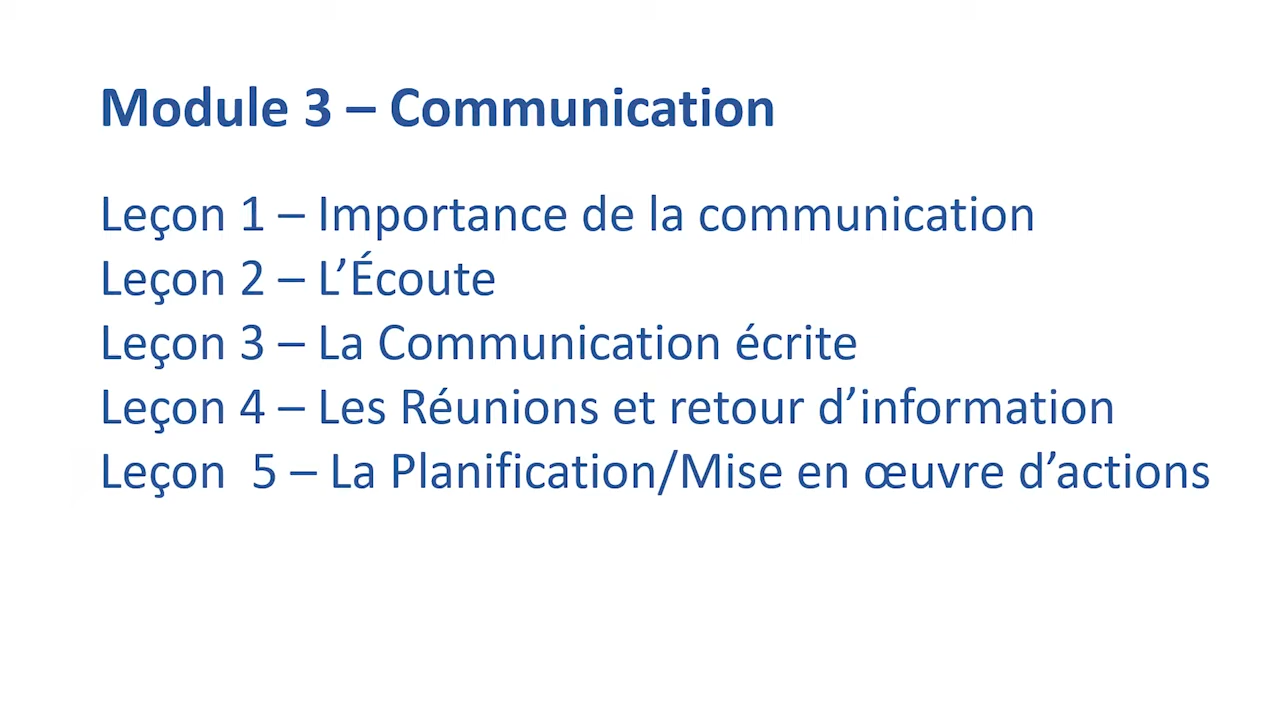 Module 3 – Communication
Leçon 1 – Importance de la communication
Leçon 2 – L’Écoute
Leçon 3 – La Communication écrite
Leçon 4 – Les Réunions et retour d’information
Leçon  5 – La Planification/Mise en œuvre d’actions